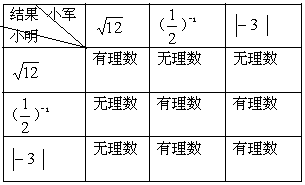 结果 小军
小明
√12 (1/2)⁻¹ |-3|
√12 有理数 无理数 无理数
(1/2)⁻¹ 无理数 有理数 有理数
|-3| 无理数 有理数 有理数